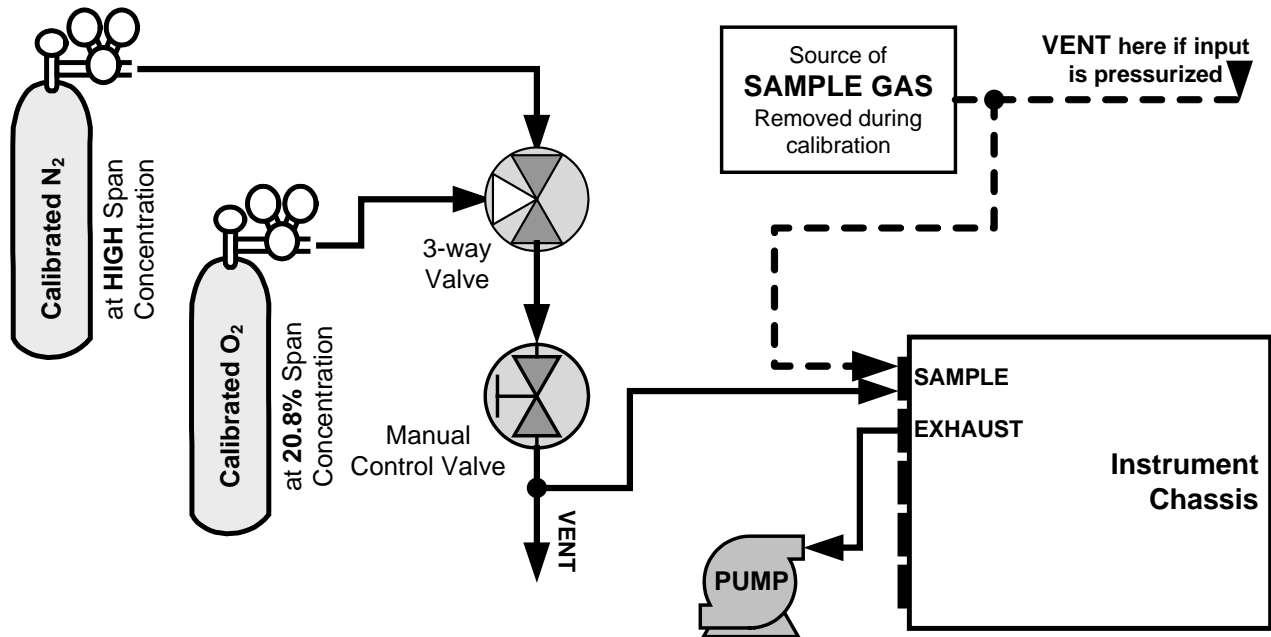 Calibrated N₂
at HIGH Span
Concentration
Calibrated O₂
at 20.8% Span
Concentration
3-way
Valve
Manual
Control Valve
VENT
Source of
SAMPLE GAS
Removed during
calibration
VENT here if input
is pressurized
SAMPLE
EXHAUST
Instrument
Chassis
PUMP